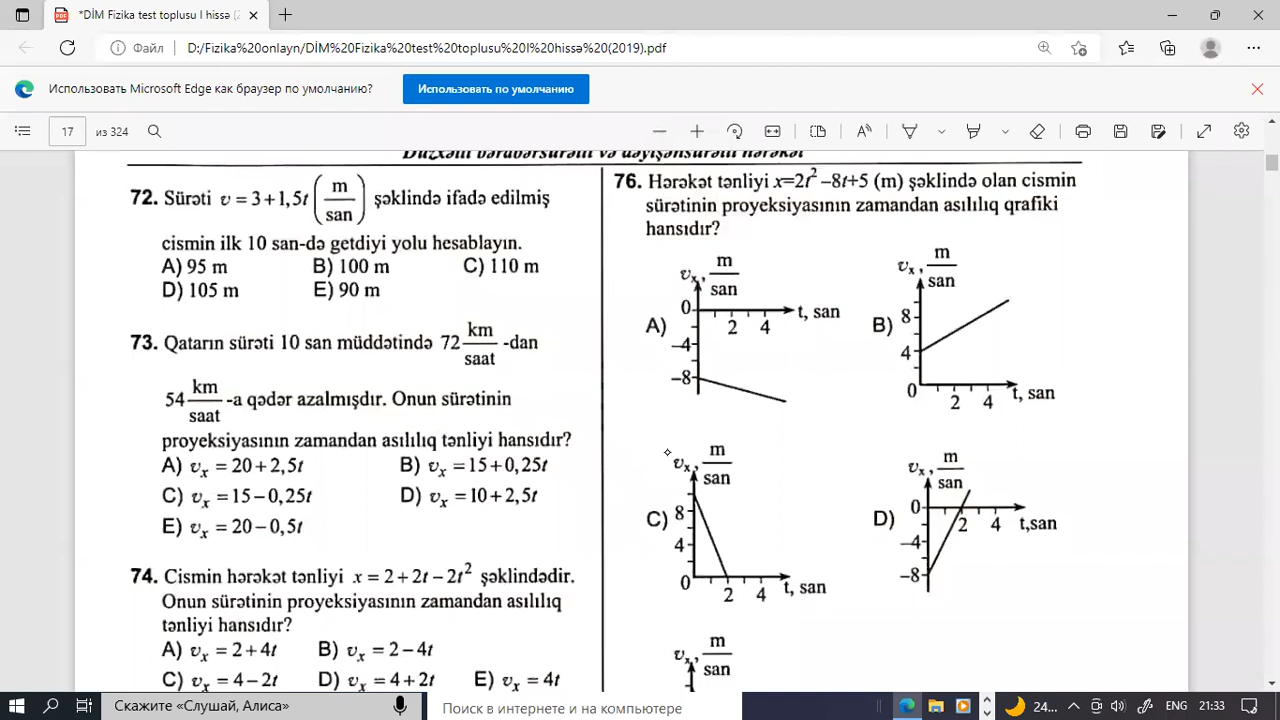 *DİM Fizika test toplusu I hissə (2
Файл
D:/Fizika%20onlayn/DİM%20Fizika%20test%20toplusu%20I%20hissə%20(2019).pdf
Использовать Microsoft Edge как браузер по умолчанию?
Использовать по умолчанию
17 из 324
Düzxətli bərabərsürətli və dəyişənsürətli hərəkət
72. Sürəti v = 3 + 1,5t (m/san) şəklində ifadə edilmiş
cismin ilk 10 san-də getdiyi yolu hesablayın.
A) 95 m B) 100 m C) 110 m
D) 105 m E) 90 m
73. Qatarın sürəti 10 san müddətində 72 km/saat -dan
54 km/saat -a qədər azalmışdır. Onun sürətinin
proyeksiyasının zamandan asılılıq tənliyi hansıdır?
A) vₓ = 20 + 2,5t B) vₓ = 15 + 0,25t
C) vₓ = 15 − 0,25t D) vₓ = 10 + 2,5t
E) vₓ = 20 − 0,5t
74. Cismin hərəkət tənliyi x = 2 + 2t − 2t² şəklindədir.
Onun sürətinin proyeksiyasının zamandan asılılıq
tənliyi hansıdır?
A) vₓ = 2 + 4t B) vₓ = 2 − 4t
C) vₓ = 4 − 2t D) vₓ = 4 + 2t E) vₓ = 4t
76. Hərəkət tənliyi x=2t² −8t+5 (m) şəklində olan cismin
sürətinin proyeksiyasının zamandan asılılıq qrafiki
hansıdır?
A) vₓ, m/san
0 2 4 t, san
−4
−8
B) vₓ, m/san
8
4
0 2 4 t, san
C) vₓ, m/san
8
4
0 2 4 t, san
D) vₓ, m/san
0 2 4 t,san
−4
−8
vₓ, m/san
Скажите «Слушай, Алиса»
Поиск в интернете и на компьютере
24...
ENG
21:33